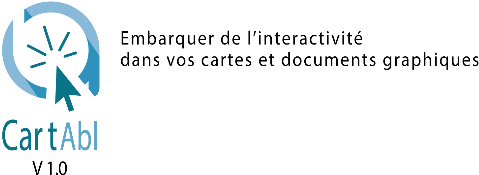 Embarquer de l’interactivité
dans vos cartes et documents graphiques
CartAbl
V 1.0